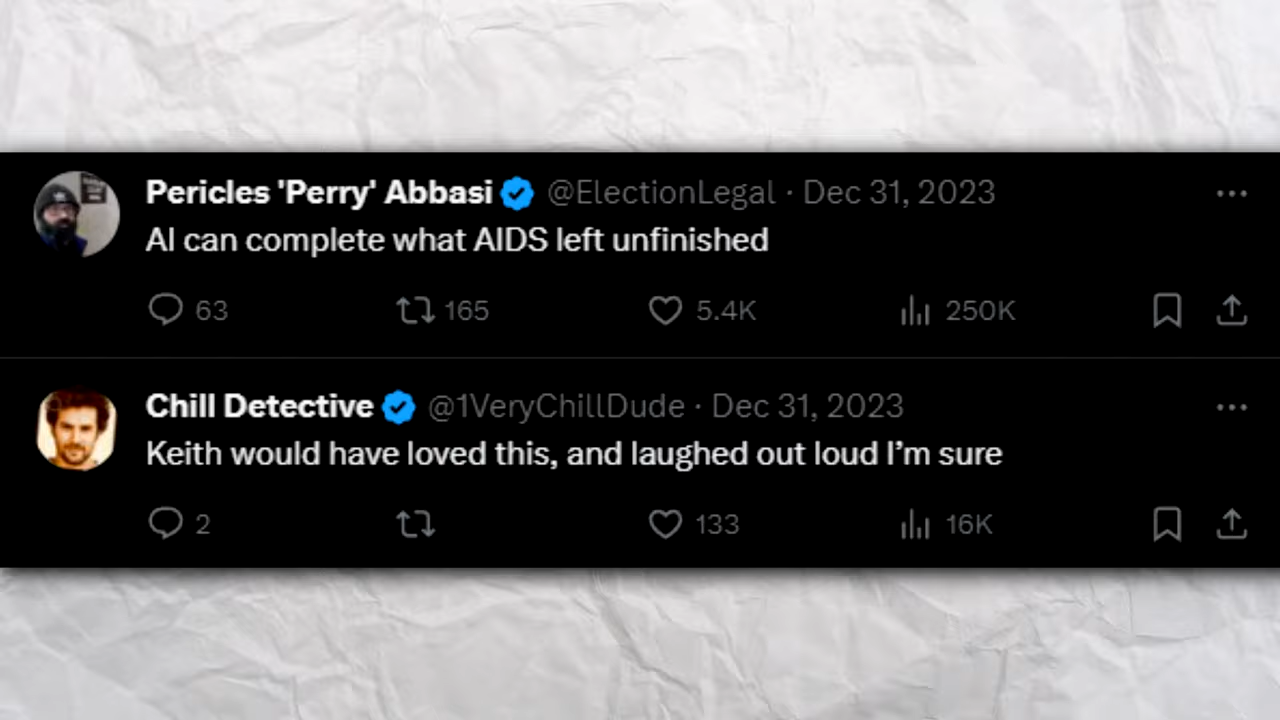 Pericles 'Perry' Abbasi @ElectionLegal · Dec 31, 2023
AI can complete what AIDS left unfinished
63 165 5.4K 250K
Chill Detective @1VeryChillDude · Dec 31, 2023
Keith would have loved this, and laughed out loud I’m sure
2 133 16K